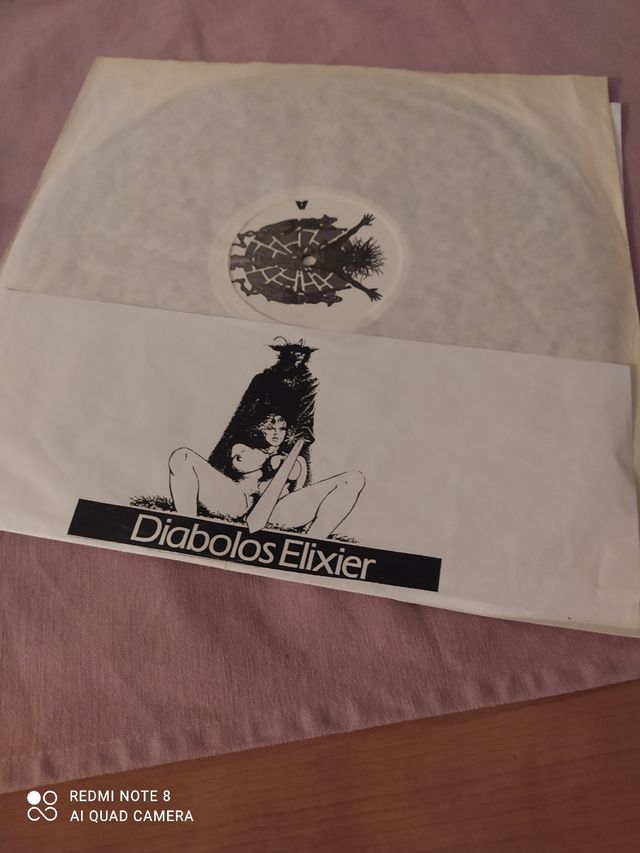 Diabolos Elixier
REDMI NOTE 8
AI QUAD CAMERA